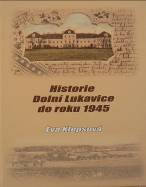 Historie
Dolní Lukavice
do roku 1945
Eva Klepsová